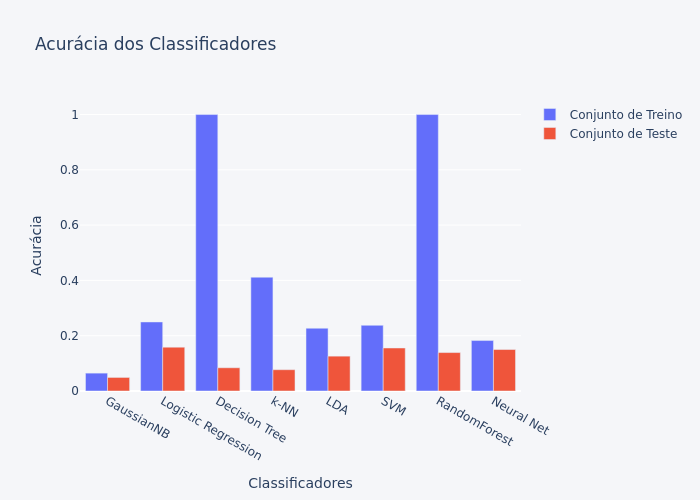 Acurácia dos Classificadores
Conjunto de Treino
Conjunto de Teste
Acurácia
1
0.8
0.6
0.4
0.2
0
GaussianNB
Logistic Regression
Decision Tree
k-NN
LDA
SVM
RandomForest
Neural Net
Classificadores